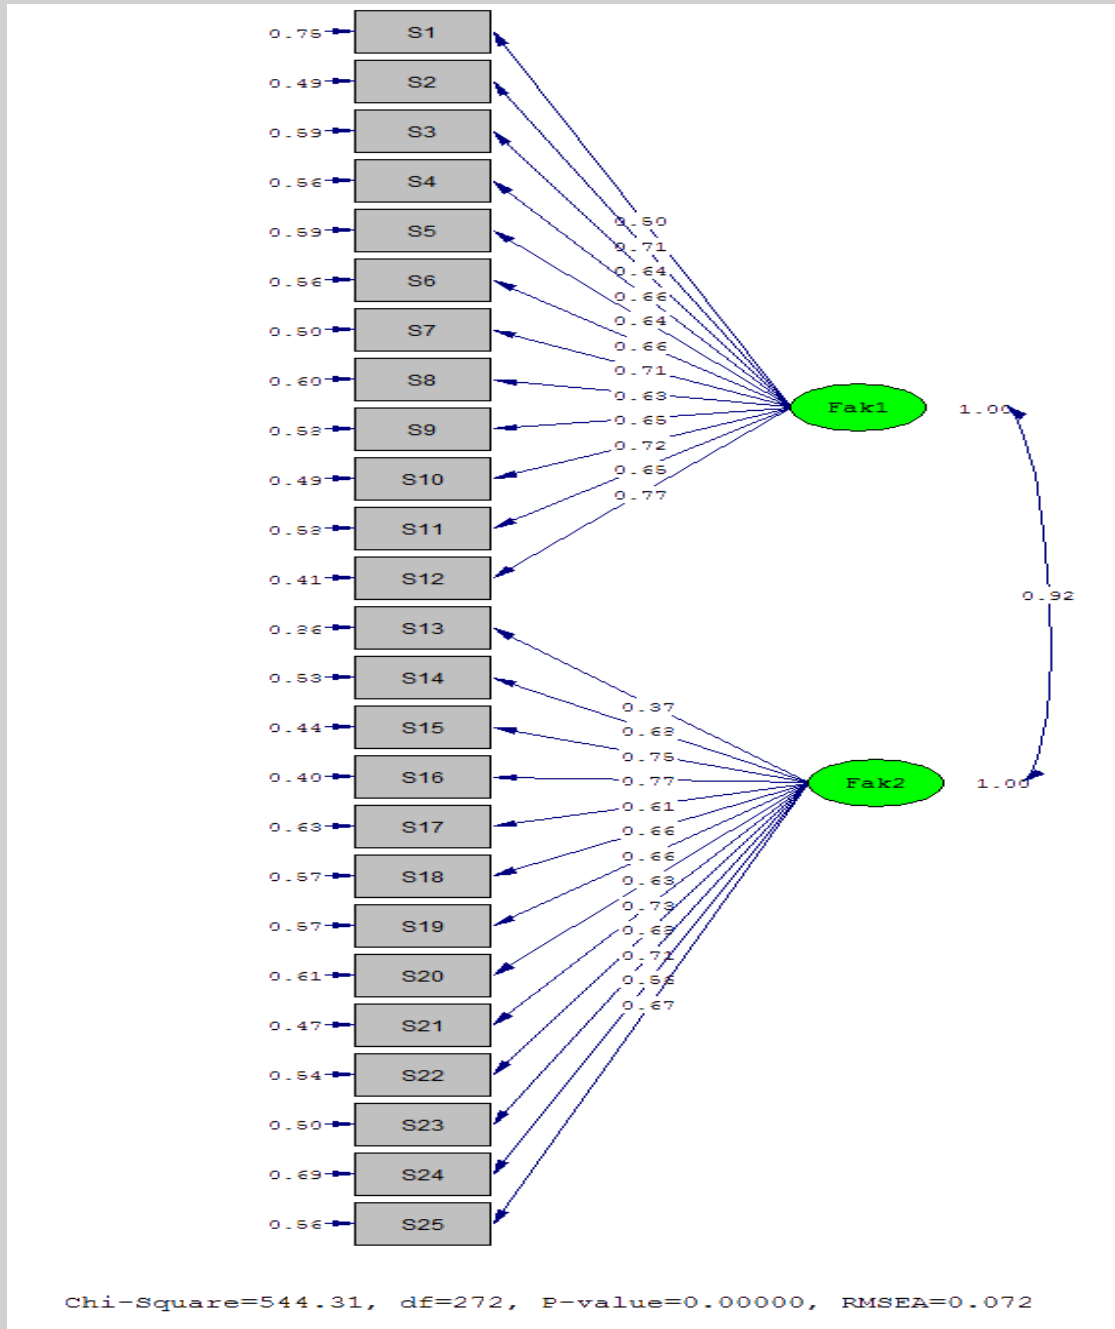 0.75 S1
0.49 S2
0.59 S3
0.56 S4
0.59 S5
0.56 S6
0.50 S7
0.60 S8
0.58 S9
0.49 S10
0.58 S11
0.41 S12
0.86 S13
0.53 S14
0.44 S15
0.40 S16
0.63 S17
0.57 S18
0.57 S19
0.61 S20
0.47 S21
0.54 S22
0.50 S23
0.69 S24
0.56 S25
0.50
0.71
0.64
0.66
0.64
0.66
0.71
0.63
0.65
0.72
0.65
0.77
0.37
0.68
0.75
0.77
0.61
0.66
0.66
0.63
0.73
0.68
0.71
0.56
0.67
Fak1 1.00
0.92
Fak2 1.00
Chi-Square=544.31, df=272, P-value=0.00000, RMSEA=0.072